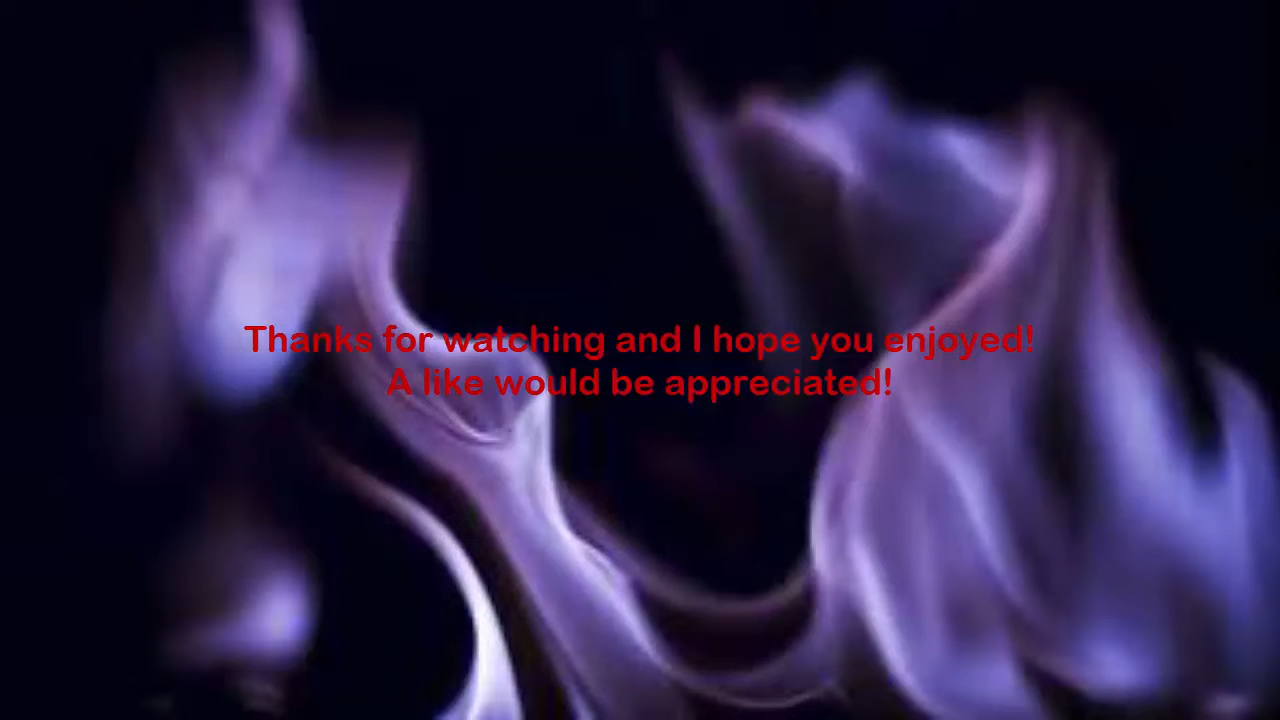 Thanks for watching and I hope you enjoyed!
A like would be appreciated!